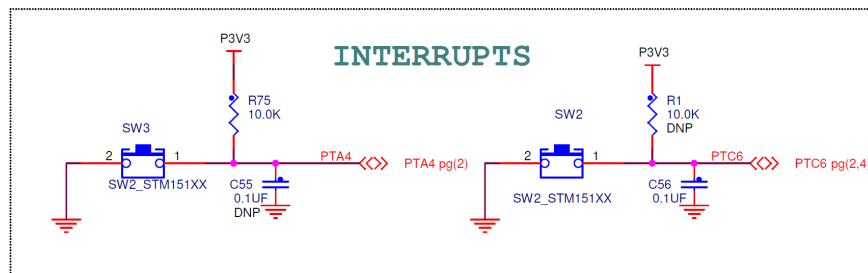 INTERRUPTS
P3V3
R75
10.0K
SW3
2
1
SW2_STM151XX
C55
0.1UF
DNP
PTA4
PTA4 pg(2)
P3V3
R1
10.0K
DNP
SW2
2
1
SW2_STM151XX
C56
0.1UF
PTC6
PTC6 pg(2,4